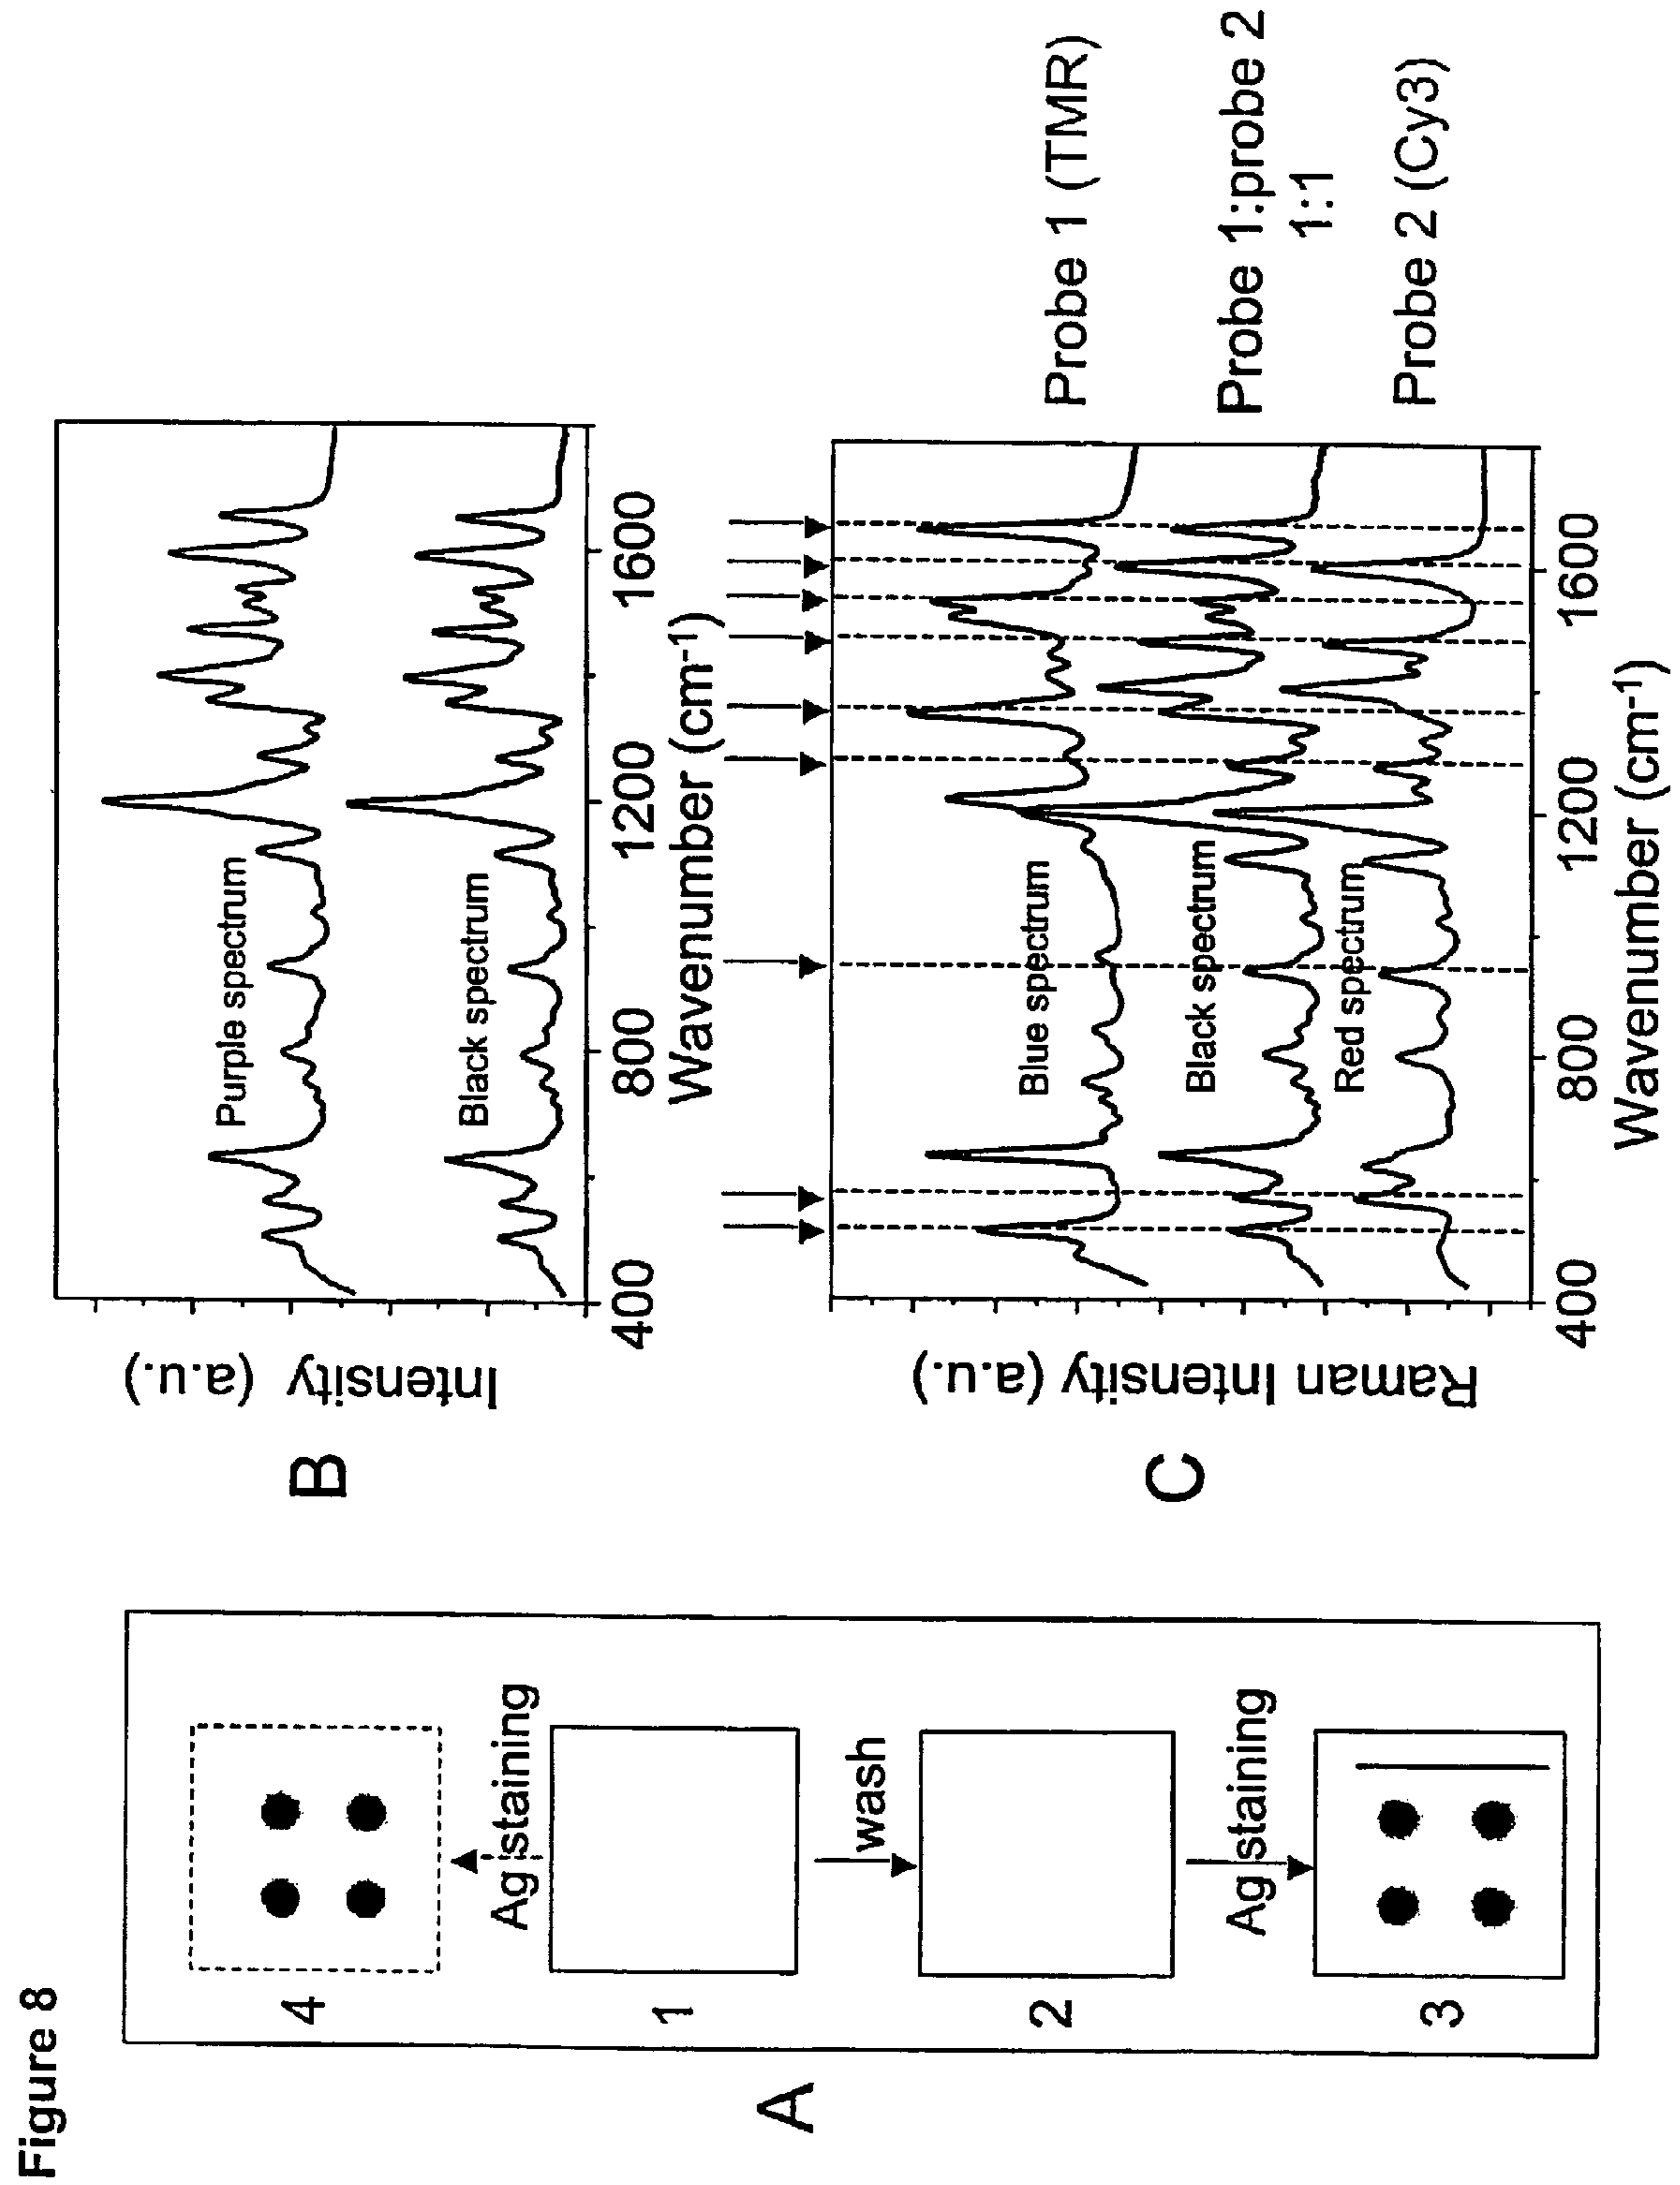 Figure 8
A
4
Ag staining
1
wash
2
Ag staining
3
B
Intensity (a.u.)
Purple spectrum
Black spectrum
400
800
1200
1600
Wavenumber (cm⁻¹)
C
Raman Intensity (a.u.)
Blue spectrum
Black spectrum
Red spectrum
Probe 1 (TMR)
Probe 1:probe 2
1:1
Probe 2 (Cy3)
400
800
1200
1600
Wavenumber (cm⁻¹)